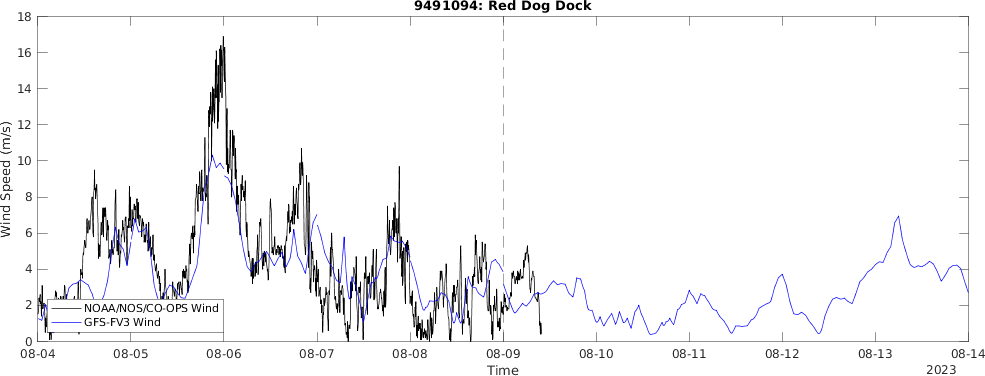 9491094: Red Dog Dock
Wind Speed (m/s)
18
16
14
12
10
8
6
4
2
0
NOAA/NOS/CO-OPS Wind
GFS-FV3 Wind
08-04 08-05 08-06 08-07 08-08 08-09 08-10 08-11 08-12 08-13 08-14
Time
2023